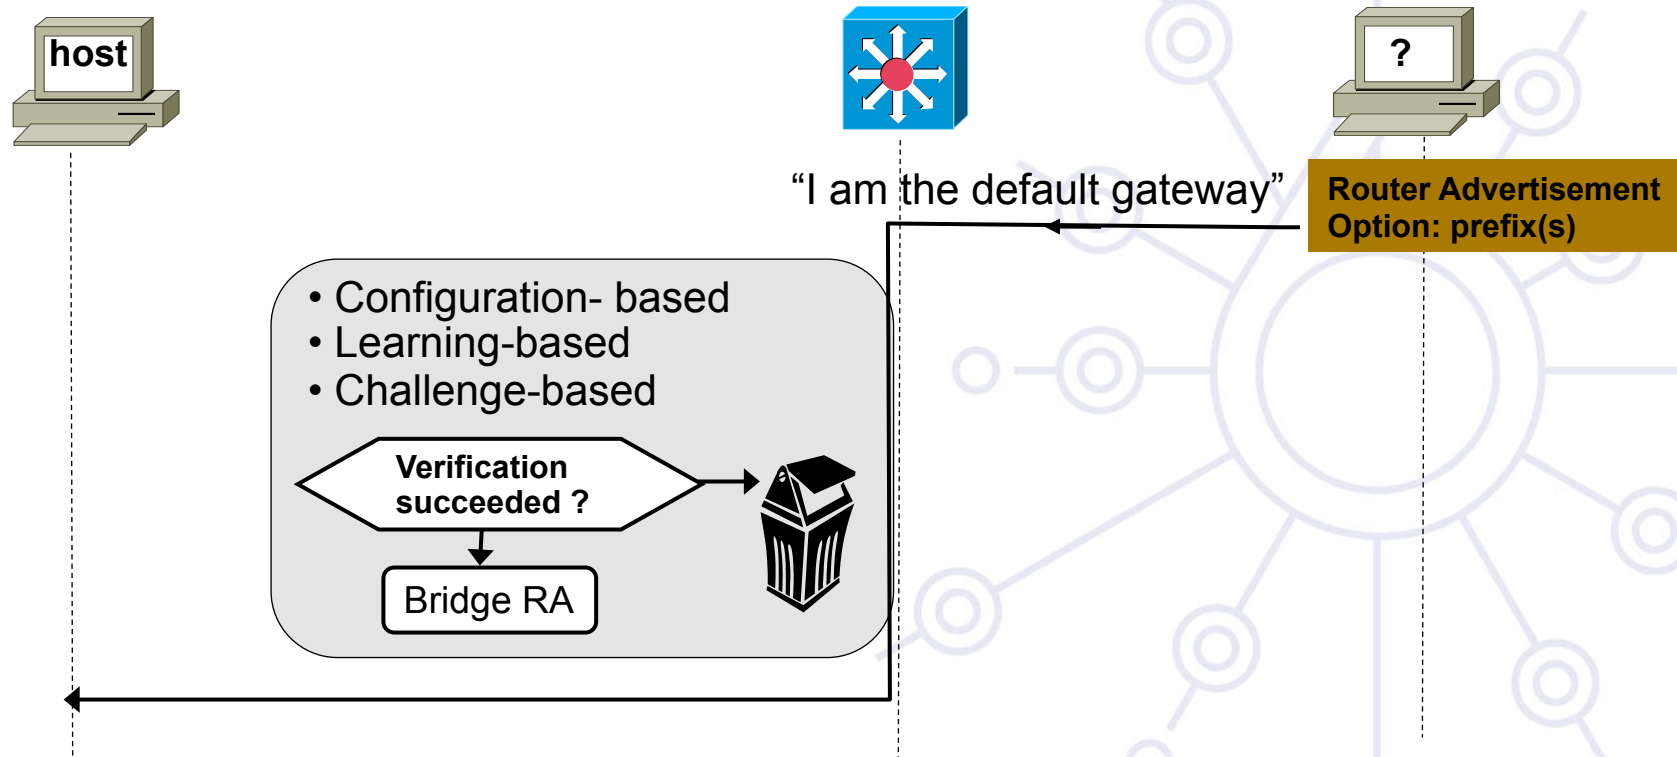 host
?
“I am the default gateway”
Router Advertisement
Option: prefix(s)
• Configuration- based
• Learning-based
• Challenge-based
Verification
succeeded ?
Bridge RA